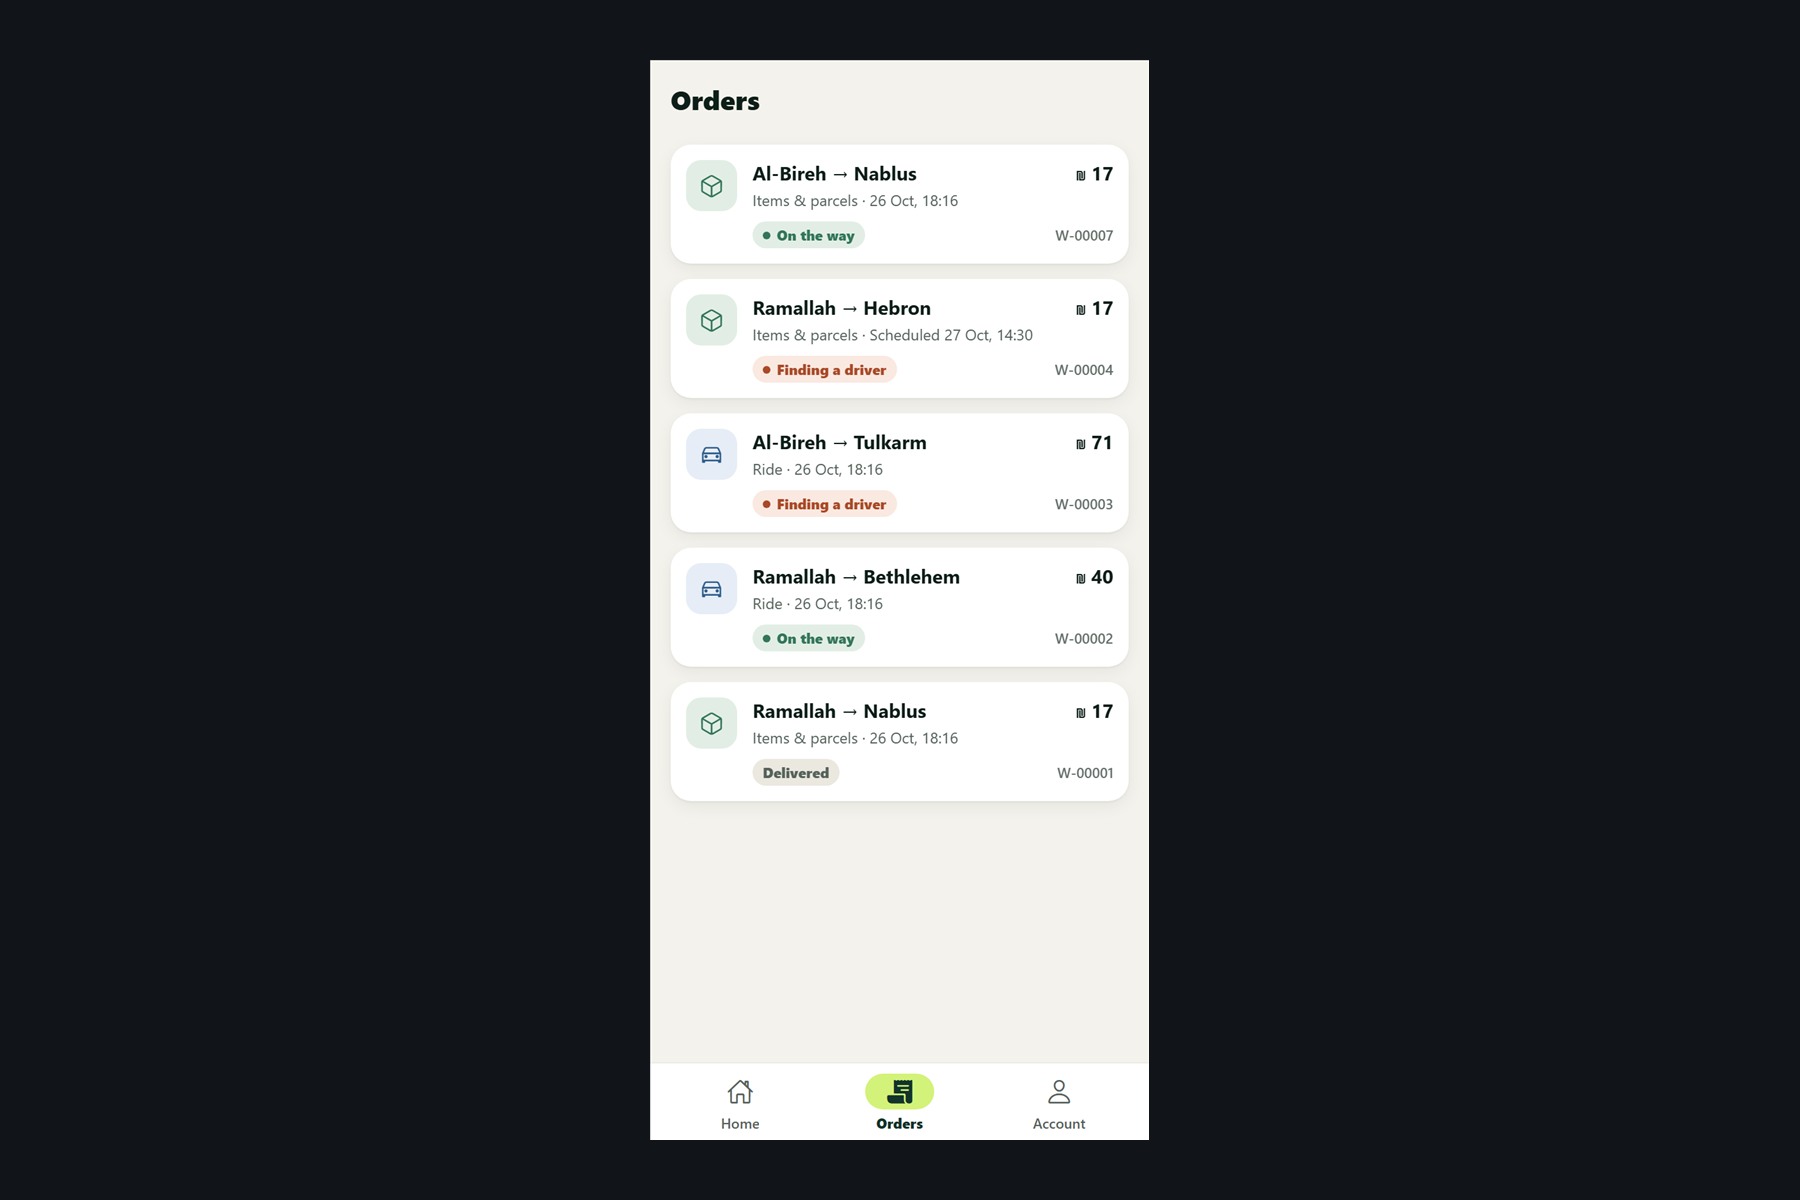 Orders
Al-Bireh → Nablus ₪ 17
Items & parcels · 26 Oct, 18:16
On the way W-00007
Ramallah → Hebron ₪ 17
Items & parcels · Scheduled 27 Oct, 14:30
Finding a driver W-00004
Al-Bireh → Tulkarm ₪ 71
Ride · 26 Oct, 18:16
Finding a driver W-00003
Ramallah → Bethlehem ₪ 40
Ride · 26 Oct, 18:16
On the way W-00002
Ramallah → Nablus ₪ 17
Items & parcels · 26 Oct, 18:16
Delivered W-00001
Home Orders Account